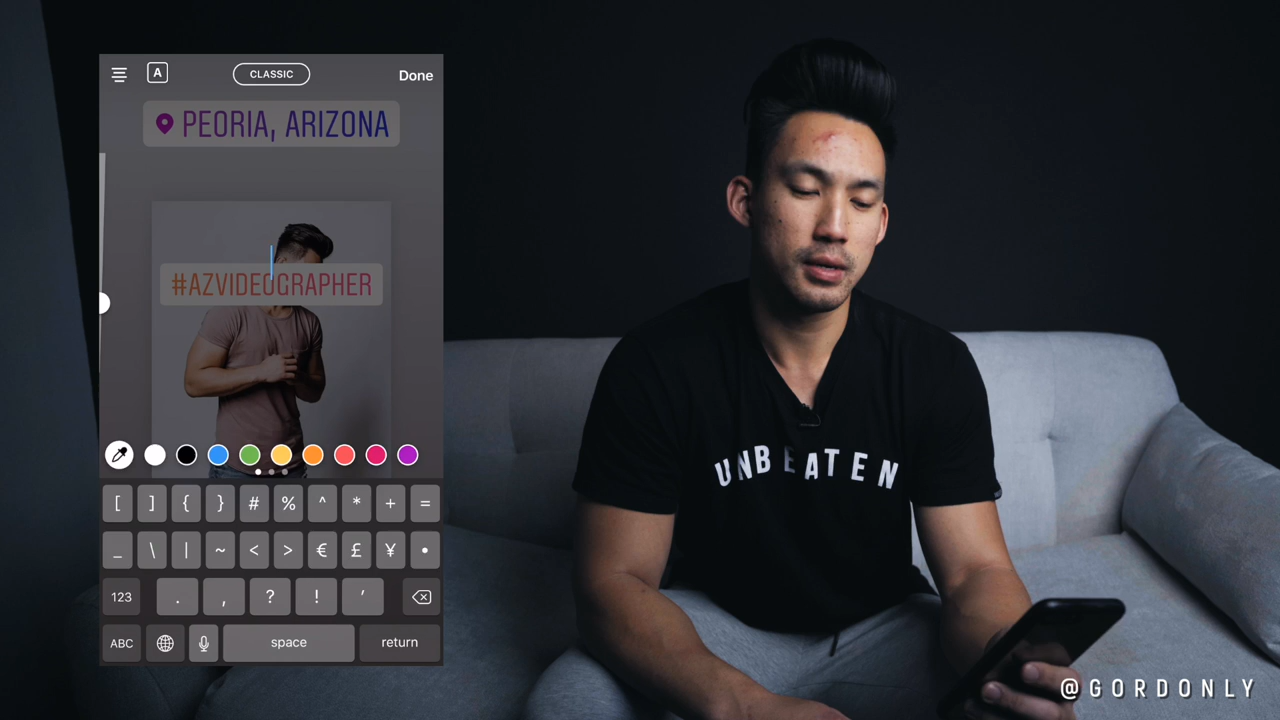 A
CLASSIC
Done
PEORIA, ARIZONA
#AZVIDEOGRAPHER
[ ] { } # % ^ * + =
_ \ | ~ < > € £ ¥ •
123 . , ? ! ′
ABC space return
UNBEATEN
@GORDONLY